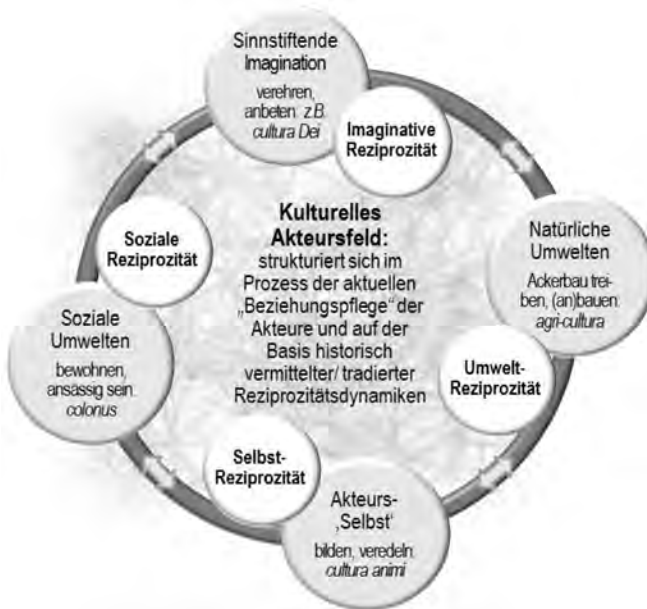 Sinnstiftende
Imagination
verehren,
anbeten: z.B.
cultura Dei
Imaginative
Reziprozität
Kulturelles
Akteursfeld:
strukturiert sich im
Prozess der aktuellen
„Beziehungspflege“ der
Akteure und auf der
Basis historisch
vermittelter/ tradierter
Reziprozitätsdynamiken
Natürliche
Umwelten
Ackerbau trei-
ben, (an)bauen:
agri-cultura
Soziale
Reziprozität
Soziale
Umwelten
bewohnen,
ansässig sein:
colonus
Umwelt-
Reziprozität
Selbst-
Reziprozität
Akteurs-
‚Selbst‘
bilden, veredeln:
cultura animi